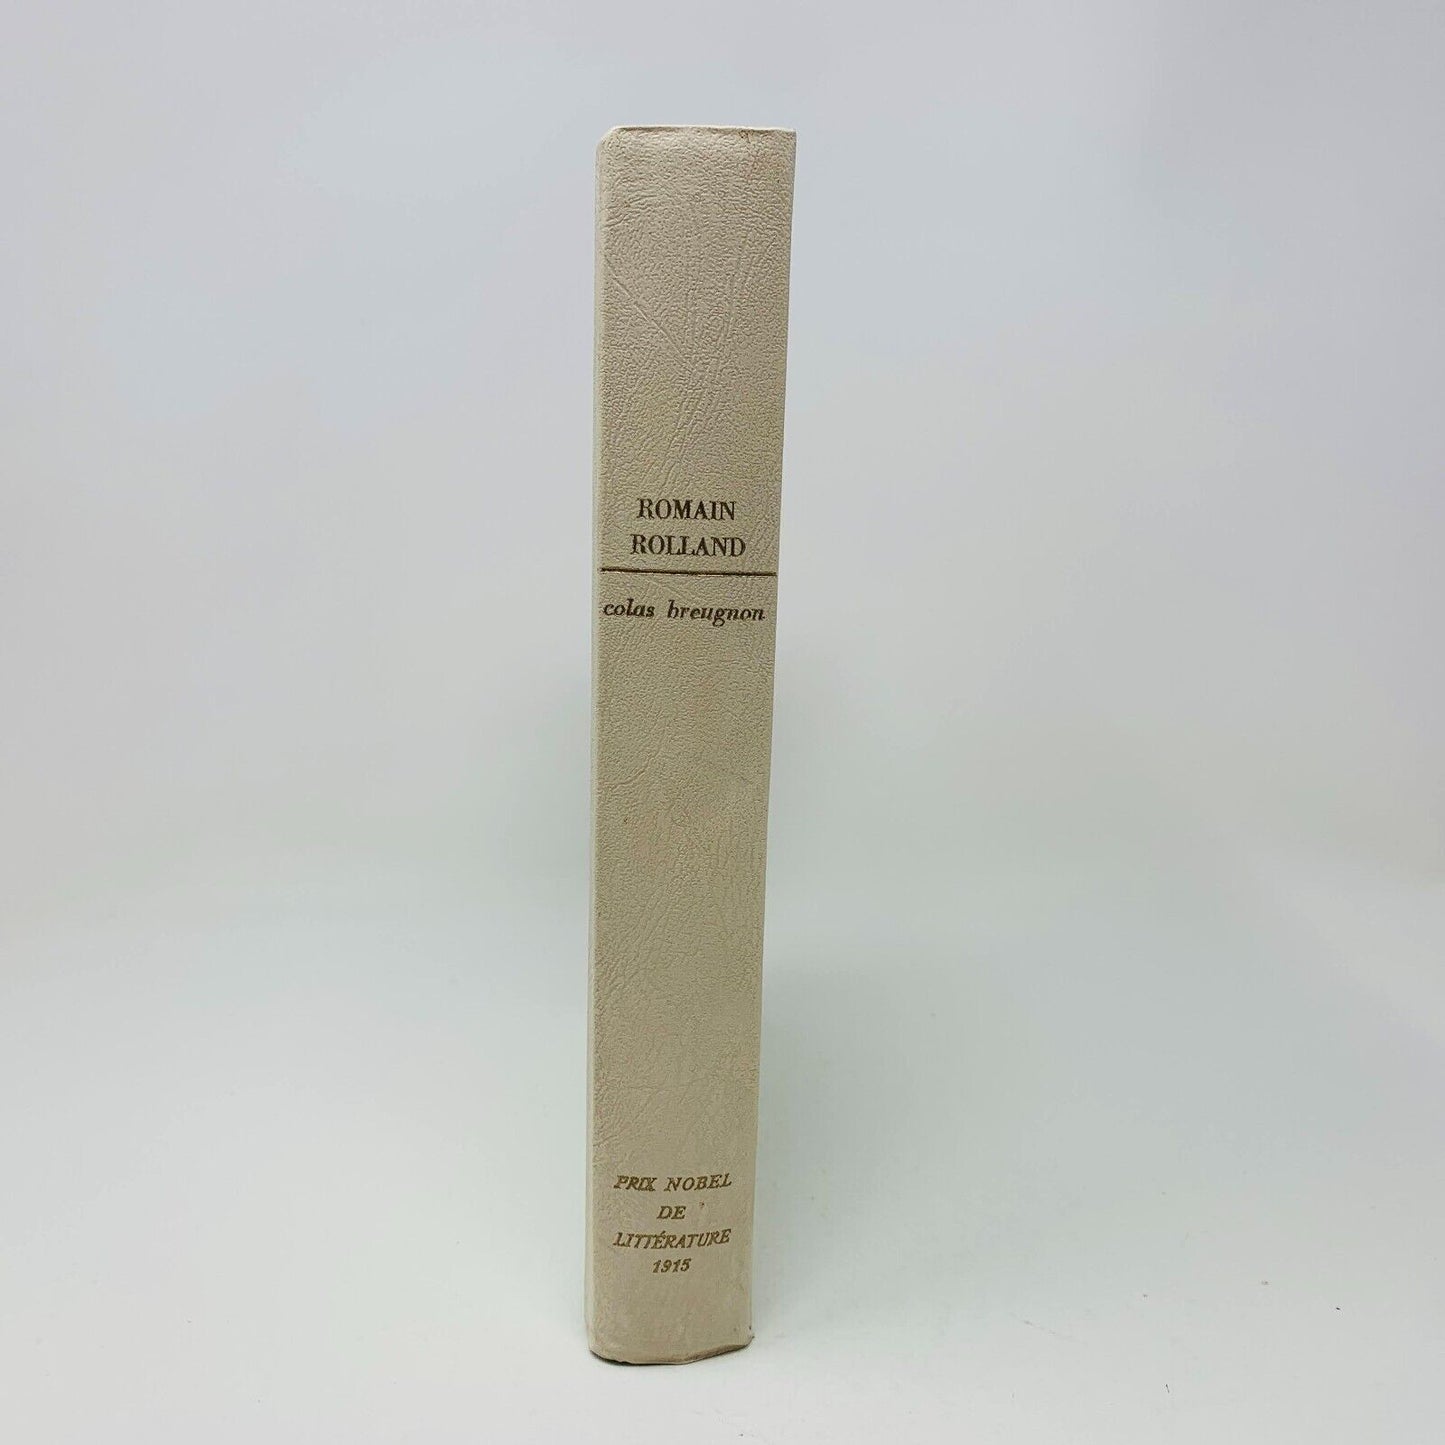 ROMAIN
ROLLAND
colas breugnon
PRIX NOBEL
DE
LITTÉRATURE
1915